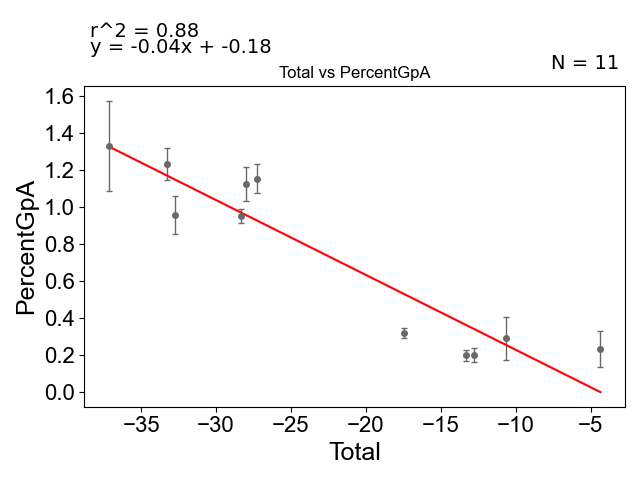 r^2 = 0.88
y = -0.04x + -0.18
N = 11
Total vs PercentGpA
PercentGpA
1.6
1.4
1.2
1.0
0.8
0.6
0.4
0.2
0.0
−35 −30 −25 −20 −15 −10 −5
Total